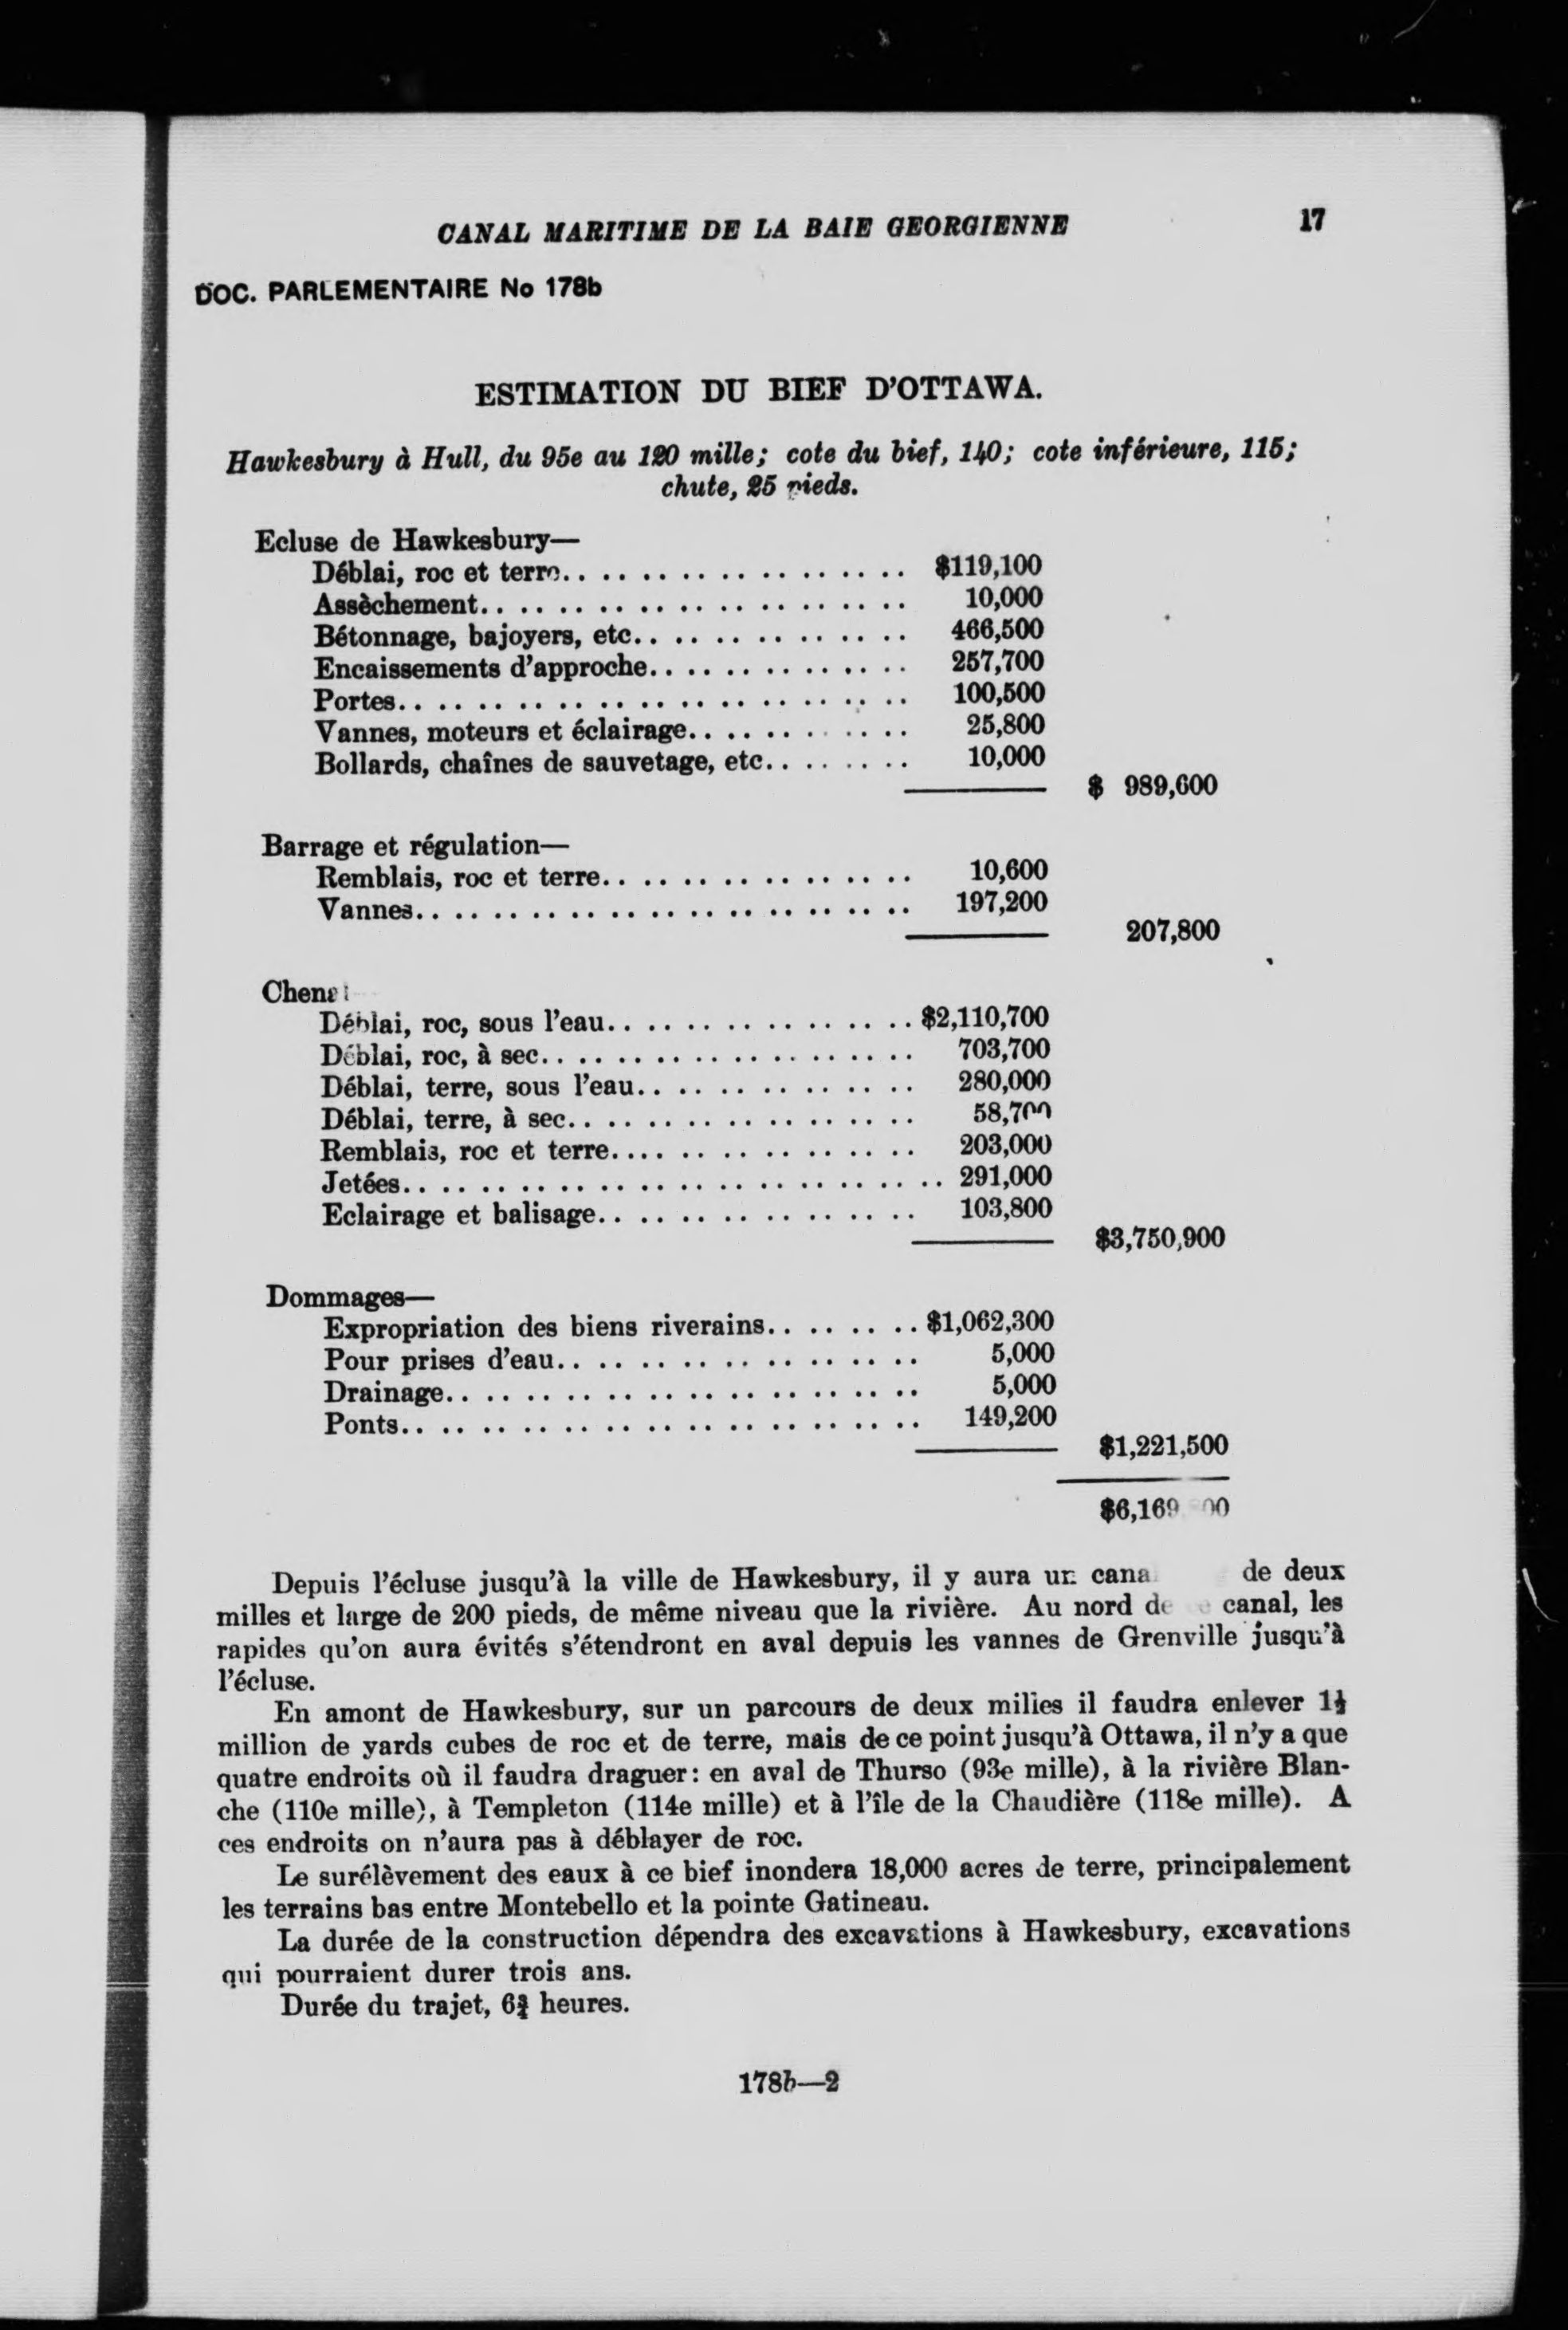 CANAL MARITIME DE LA BAIE GEORGIENNE 17
DOC. PARLEMENTAIRE No 178b
ESTIMATION DU BIEF D'OTTAWA.
Hawkesbury à Hull, du 95e au 120 mille; cote du bief, 140; cote inférieure, 115;
chute, 25 pieds.
Ecluse de Hawkesbury—
Déblai, roc et terre.. .. .. .. .. .. .. .. .. $119,100
Assèchement.. .. .. .. .. .. .. .. .. .. .. 10,000
Bétonnage, bajoyers, etc.. .. .. .. .. .. .. 466,500
Encaissements d'approche.. .. .. .. .. .. .. 257,700
Portes.. .. .. .. .. .. .. .. .. .. .. .. .. 100,500
Vannes, moteurs et éclairage.. .. .. .. .. .. 25,800
Bollards, chaînes de sauvetage, etc.. .. .. .. 10,000
$ 989,600
Barrage et régulation—
Remblais, roc et terre.. .. .. .. .. .. .. .. 10,600
Vannes.. .. .. .. .. .. .. .. .. .. .. .. .. 197,200
207,800
Chenal
Déblai, roc, sous l'eau.. .. .. .. .. .. .. .. $2,110,700
Déblai, roc, à sec.. .. .. .. .. .. .. .. .. .. 703,700
Déblai, terre, sous l'eau.. .. .. .. .. .. .. 280,000
Déblai, terre, à sec.. .. .. .. .. .. .. .. .. 58,700
Remblais, roc et terre.... .. .. .. .. .. .. .. 203,000
Jetées.. .. .. .. .. .. .. .. .. .. .. .. .. .. 291,000
Eclairage et balisage.. .. .. .. .. .. .. .. 103,800
$3,750,900
Dommages—
Expropriation des biens riverains.. .. .. .. $1,062,300
Pour prises d'eau.. .. .. .. .. .. .. .. .. 5,000
Drainage.. .. .. .. .. .. .. .. .. .. .. .. 5,000
Ponts.. .. .. .. .. .. .. .. .. .. .. .. .. 149,200
$1,221,500
Depuis l'écluse jusqu'à la ville de Hawkesbury, il y aura un de deux
milles et large de 200 pieds, de même niveau que la rivière. Au nord canal, les
rapides qu'on aura évités s'étendront en aval depuis les vannes de Grenville jusqu'à
l'écluse.
En amont de Hawkesbury, sur un parcours de deux milles il faudra enlever 1½
million de yards cubes de roc et de terre, mais de ce point jusqu'à Ottawa, il n'y a que
quatre endroits où il faudra draguer: en aval de Thurso (93e mille), à la rivière Blan-
che (110e mille), à Templeton (114e mille) et à l'île de la Chaudière (118e mille). A
ces endroits on n'aura pas à déblayer de roc.
Le surélèvement des eaux à ce bief inondera 18,000 acres de terre, principalement
les terrains bas entre Montebello et la pointe Gatineau.
La durée de la construction dépendra des excavations à Hawkesbury, excavations
qui pourraient durer trois ans.
Durée du trajet, 6¾ heures.
178b—2